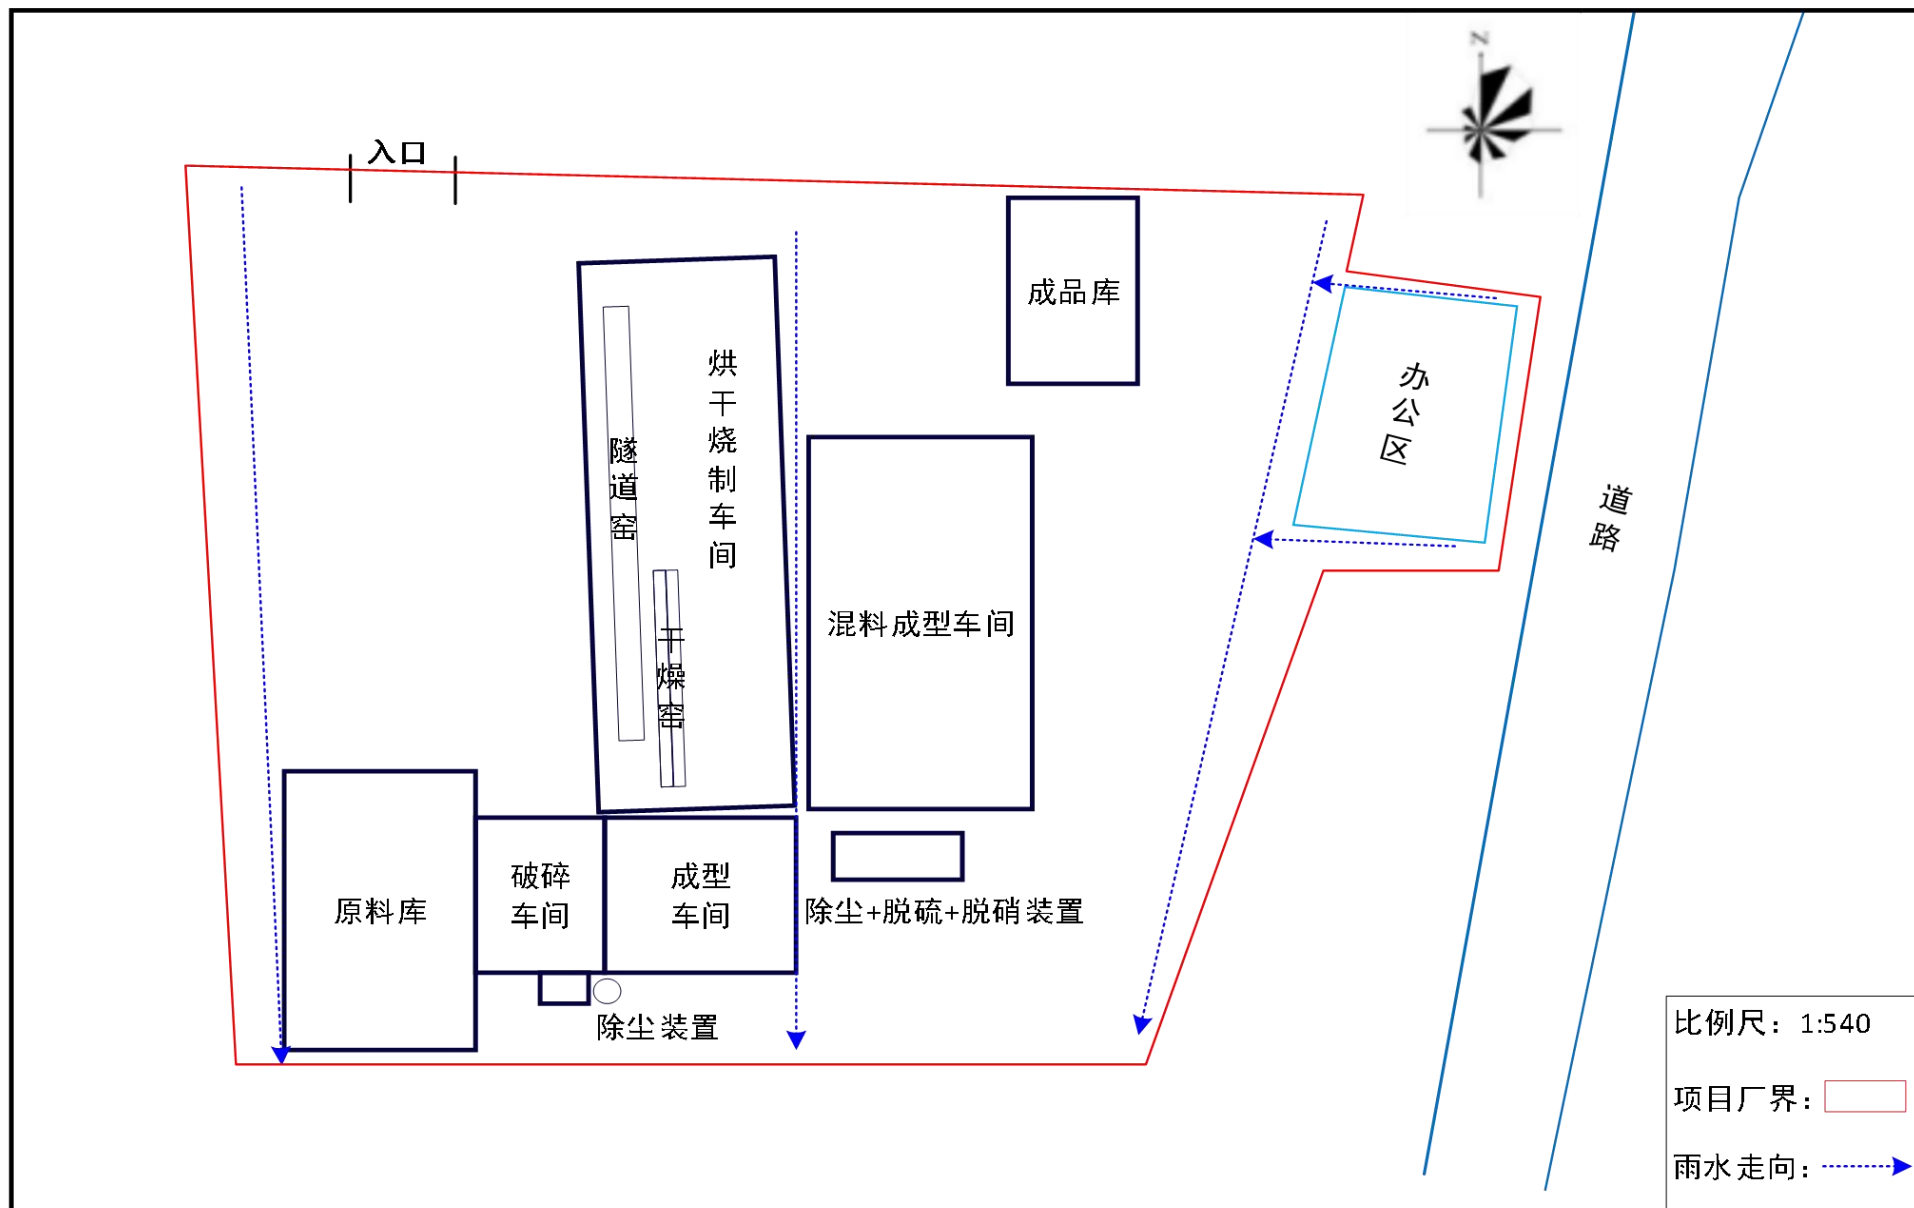 N
入口
成品库
烘干烧制车间
隧道窑
干燥窑
办公区
道路
混料成型车间
原料库
破碎
车间
成型
车间
除尘+脱硫+脱硝装置
除尘装置
比例尺：1:540
项目厂界：
雨水走向：